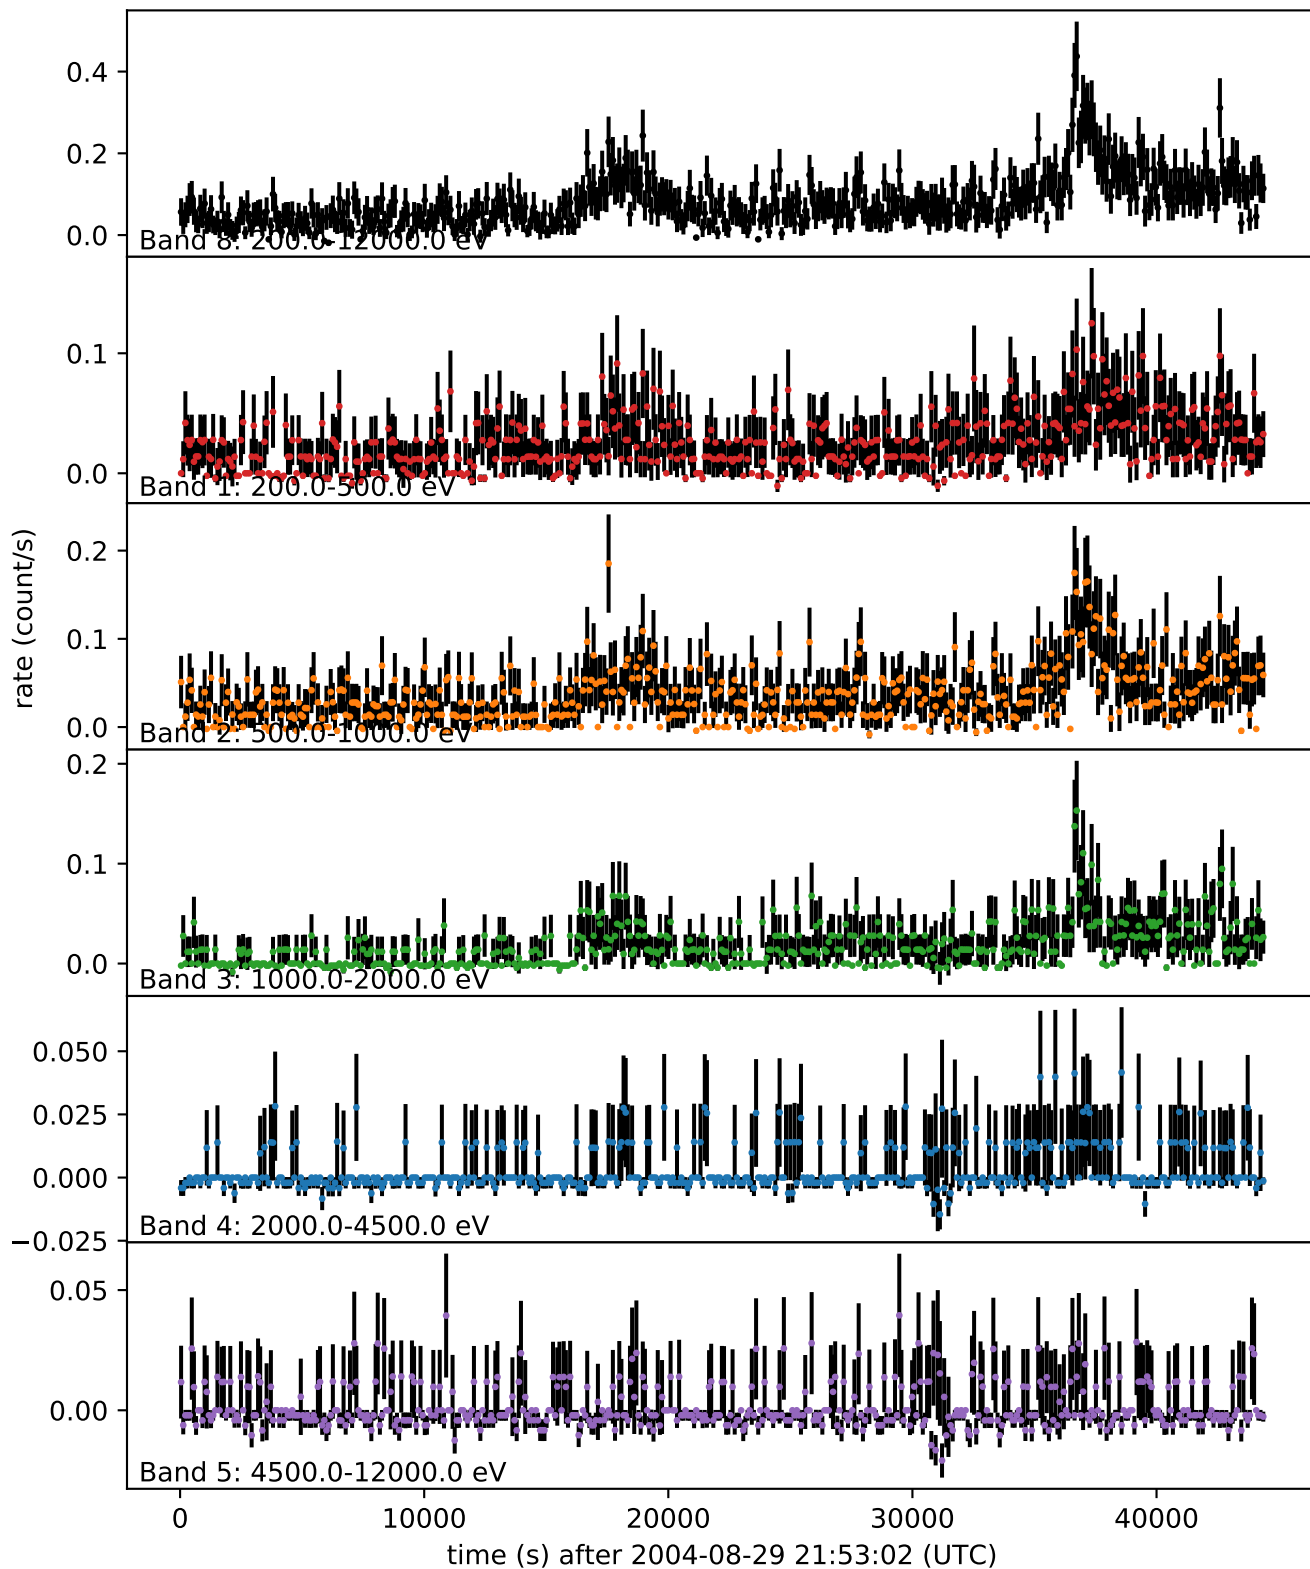 0.4
0.2
0.0
Band 8: 200.0-12000.0 eV
0.1
0.0
Band 1: 200.0-500.0 eV
rate (count/s)
0.2
0.1
0.0
Band 2: 500.0-1000.0 eV
0.2
0.1
0.0
Band 3: 1000.0-2000.0 eV
0.050
0.025
0.000
−0.025
Band 4: 2000.0-4500.0 eV
0.05
0.00
Band 5: 4500.0-12000.0 eV
0 10000 20000 30000 40000
time (s) after 2004-08-29 21:53:02 (UTC)